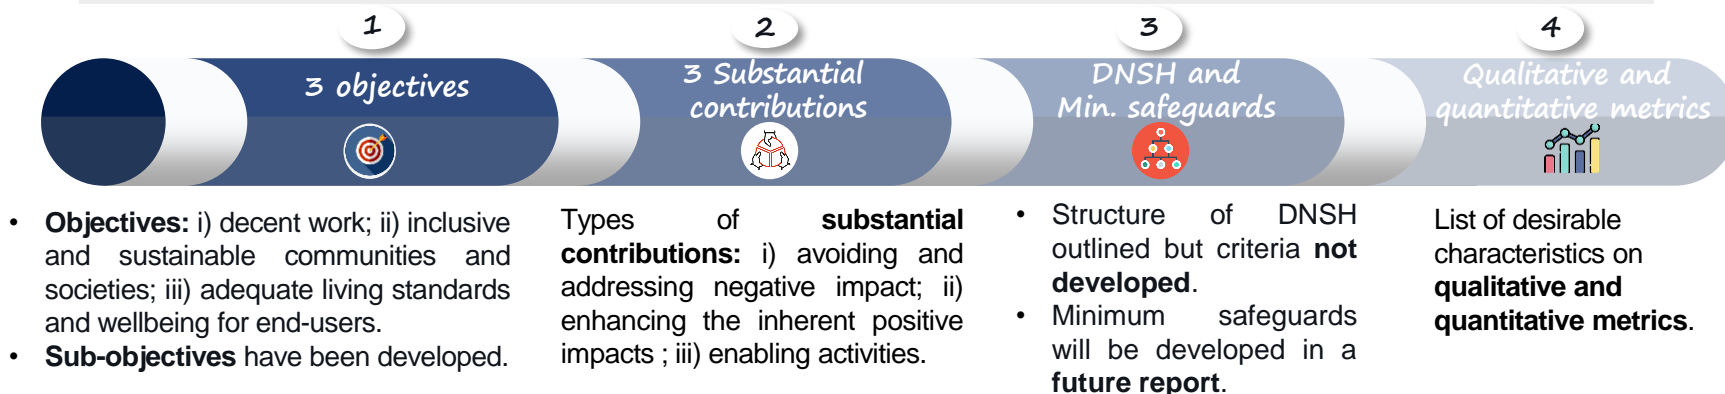 1
3 objectives
• Objectives: i) decent work; ii) inclusive
and sustainable communities and
societies; iii) adequate living standards
and wellbeing for end-users.
• Sub-objectives have been developed.
2
3 Substantial
contributions
Types of substantial
contributions: i) avoiding and
addressing negative impact; ii)
enhancing the inherent positive
impacts ; iii) enabling activities.
3
DNSH and
Min. safeguards
• Structure of DNSH
outlined but criteria not
developed.
• Minimum safeguards
will be developed in a
future report.
4
Qualitative and
quantitative metrics
List of desirable
characteristics on
qualitative and
quantitative metrics.